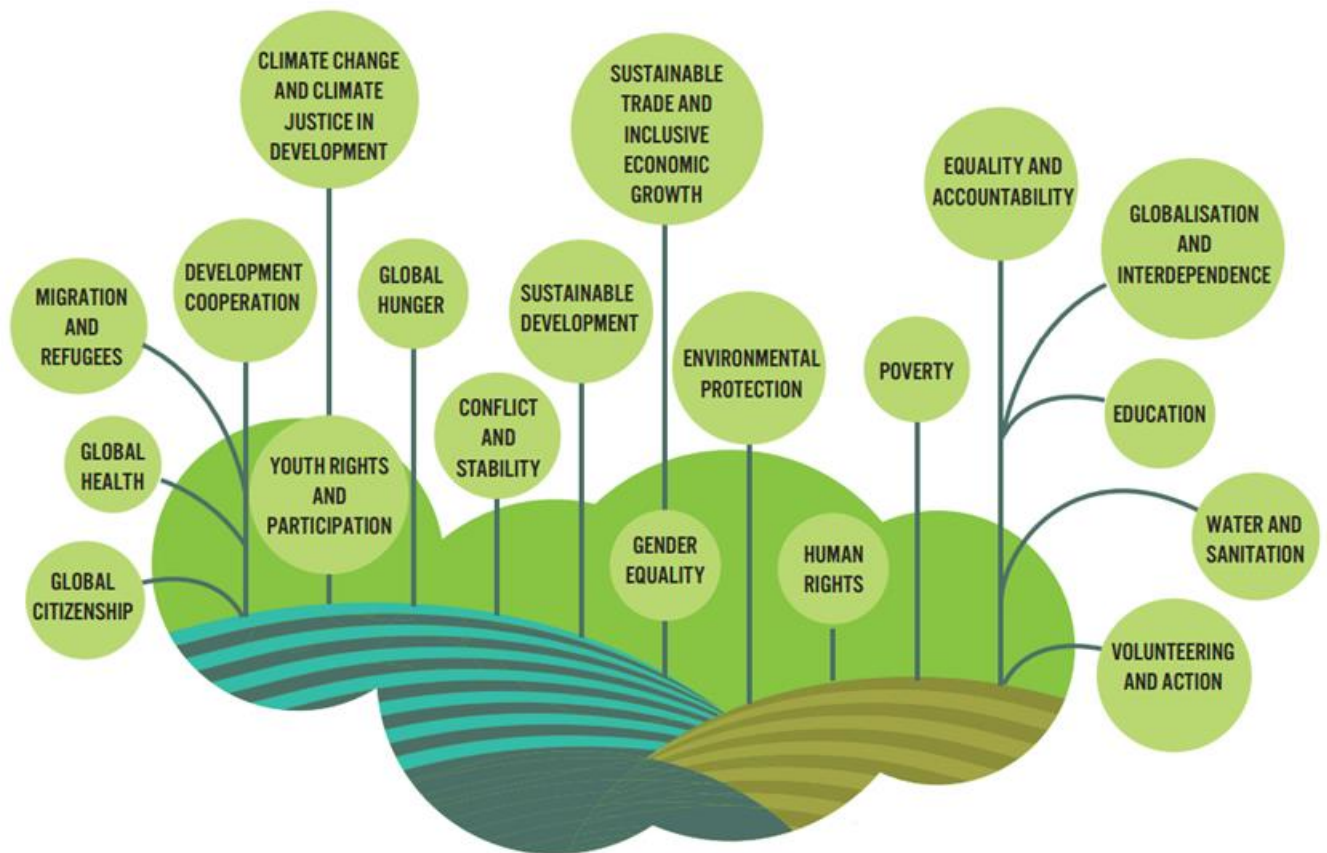 CLIMATE CHANGE
AND CLIMATE
JUSTICE IN
DEVELOPMENT
SUSTAINABLE
TRADE AND
INCLUSIVE
ECONOMIC
GROWTH
EQUALITY AND
ACCOUNTABILITY
GLOBALISATION
AND
INTERDEPENDENCE
MIGRATION
AND
REFUGEES
DEVELOPMENT
COOPERATION
GLOBAL
HUNGER
SUSTAINABLE
DEVELOPMENT
ENVIRONMENTAL
PROTECTION
POVERTY
EDUCATION
GLOBAL
HEALTH
YOUTH RIGHTS
AND
PARTICIPATION
CONFLICT
AND
STABILITY
GENDER
EQUALITY
HUMAN
RIGHTS
WATER AND
SANITATION
GLOBAL
CITIZENSHIP
VOLUNTEERING
AND ACTION